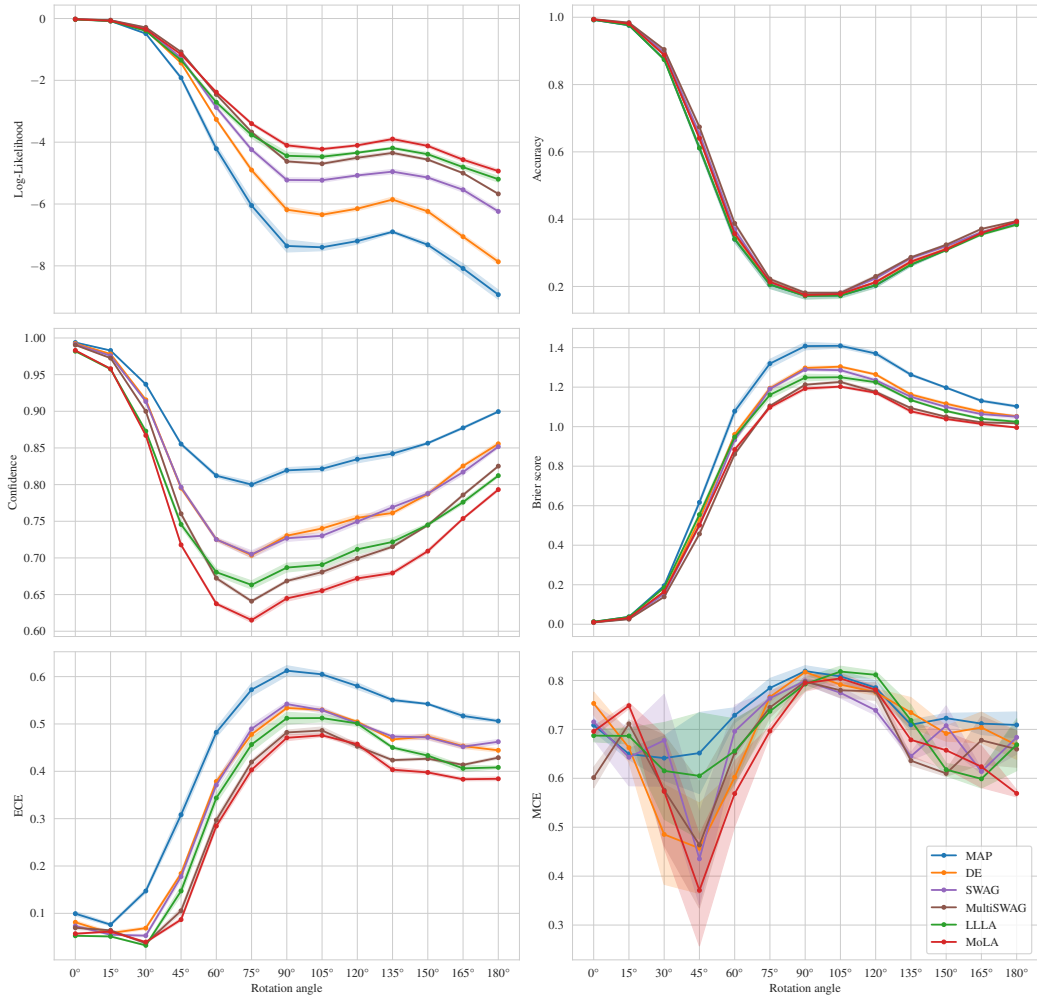 0
−2
−4
−6
−8
Log-Likelihood
1.0
0.8
0.6
0.4
0.2
Accuracy
1.00
0.95
0.90
0.85
0.80
0.75
0.70
0.65
0.60
Confidence
1.4
1.2
1.0
0.8
0.6
0.4
0.2
0.0
Brier score
0.6
0.5
0.4
0.3
0.2
0.1
ECE
0° 15° 30° 45° 60° 75° 90° 105° 120° 135° 150° 165° 180°
Rotation angle
0.8
0.7
0.6
0.5
0.4
0.3
MCE
MAP
DE
SWAG
MultiSWAG
LLLA
MoLA
0° 15° 30° 45° 60° 75° 90° 105° 120° 135° 150° 165° 180°
Rotation angle